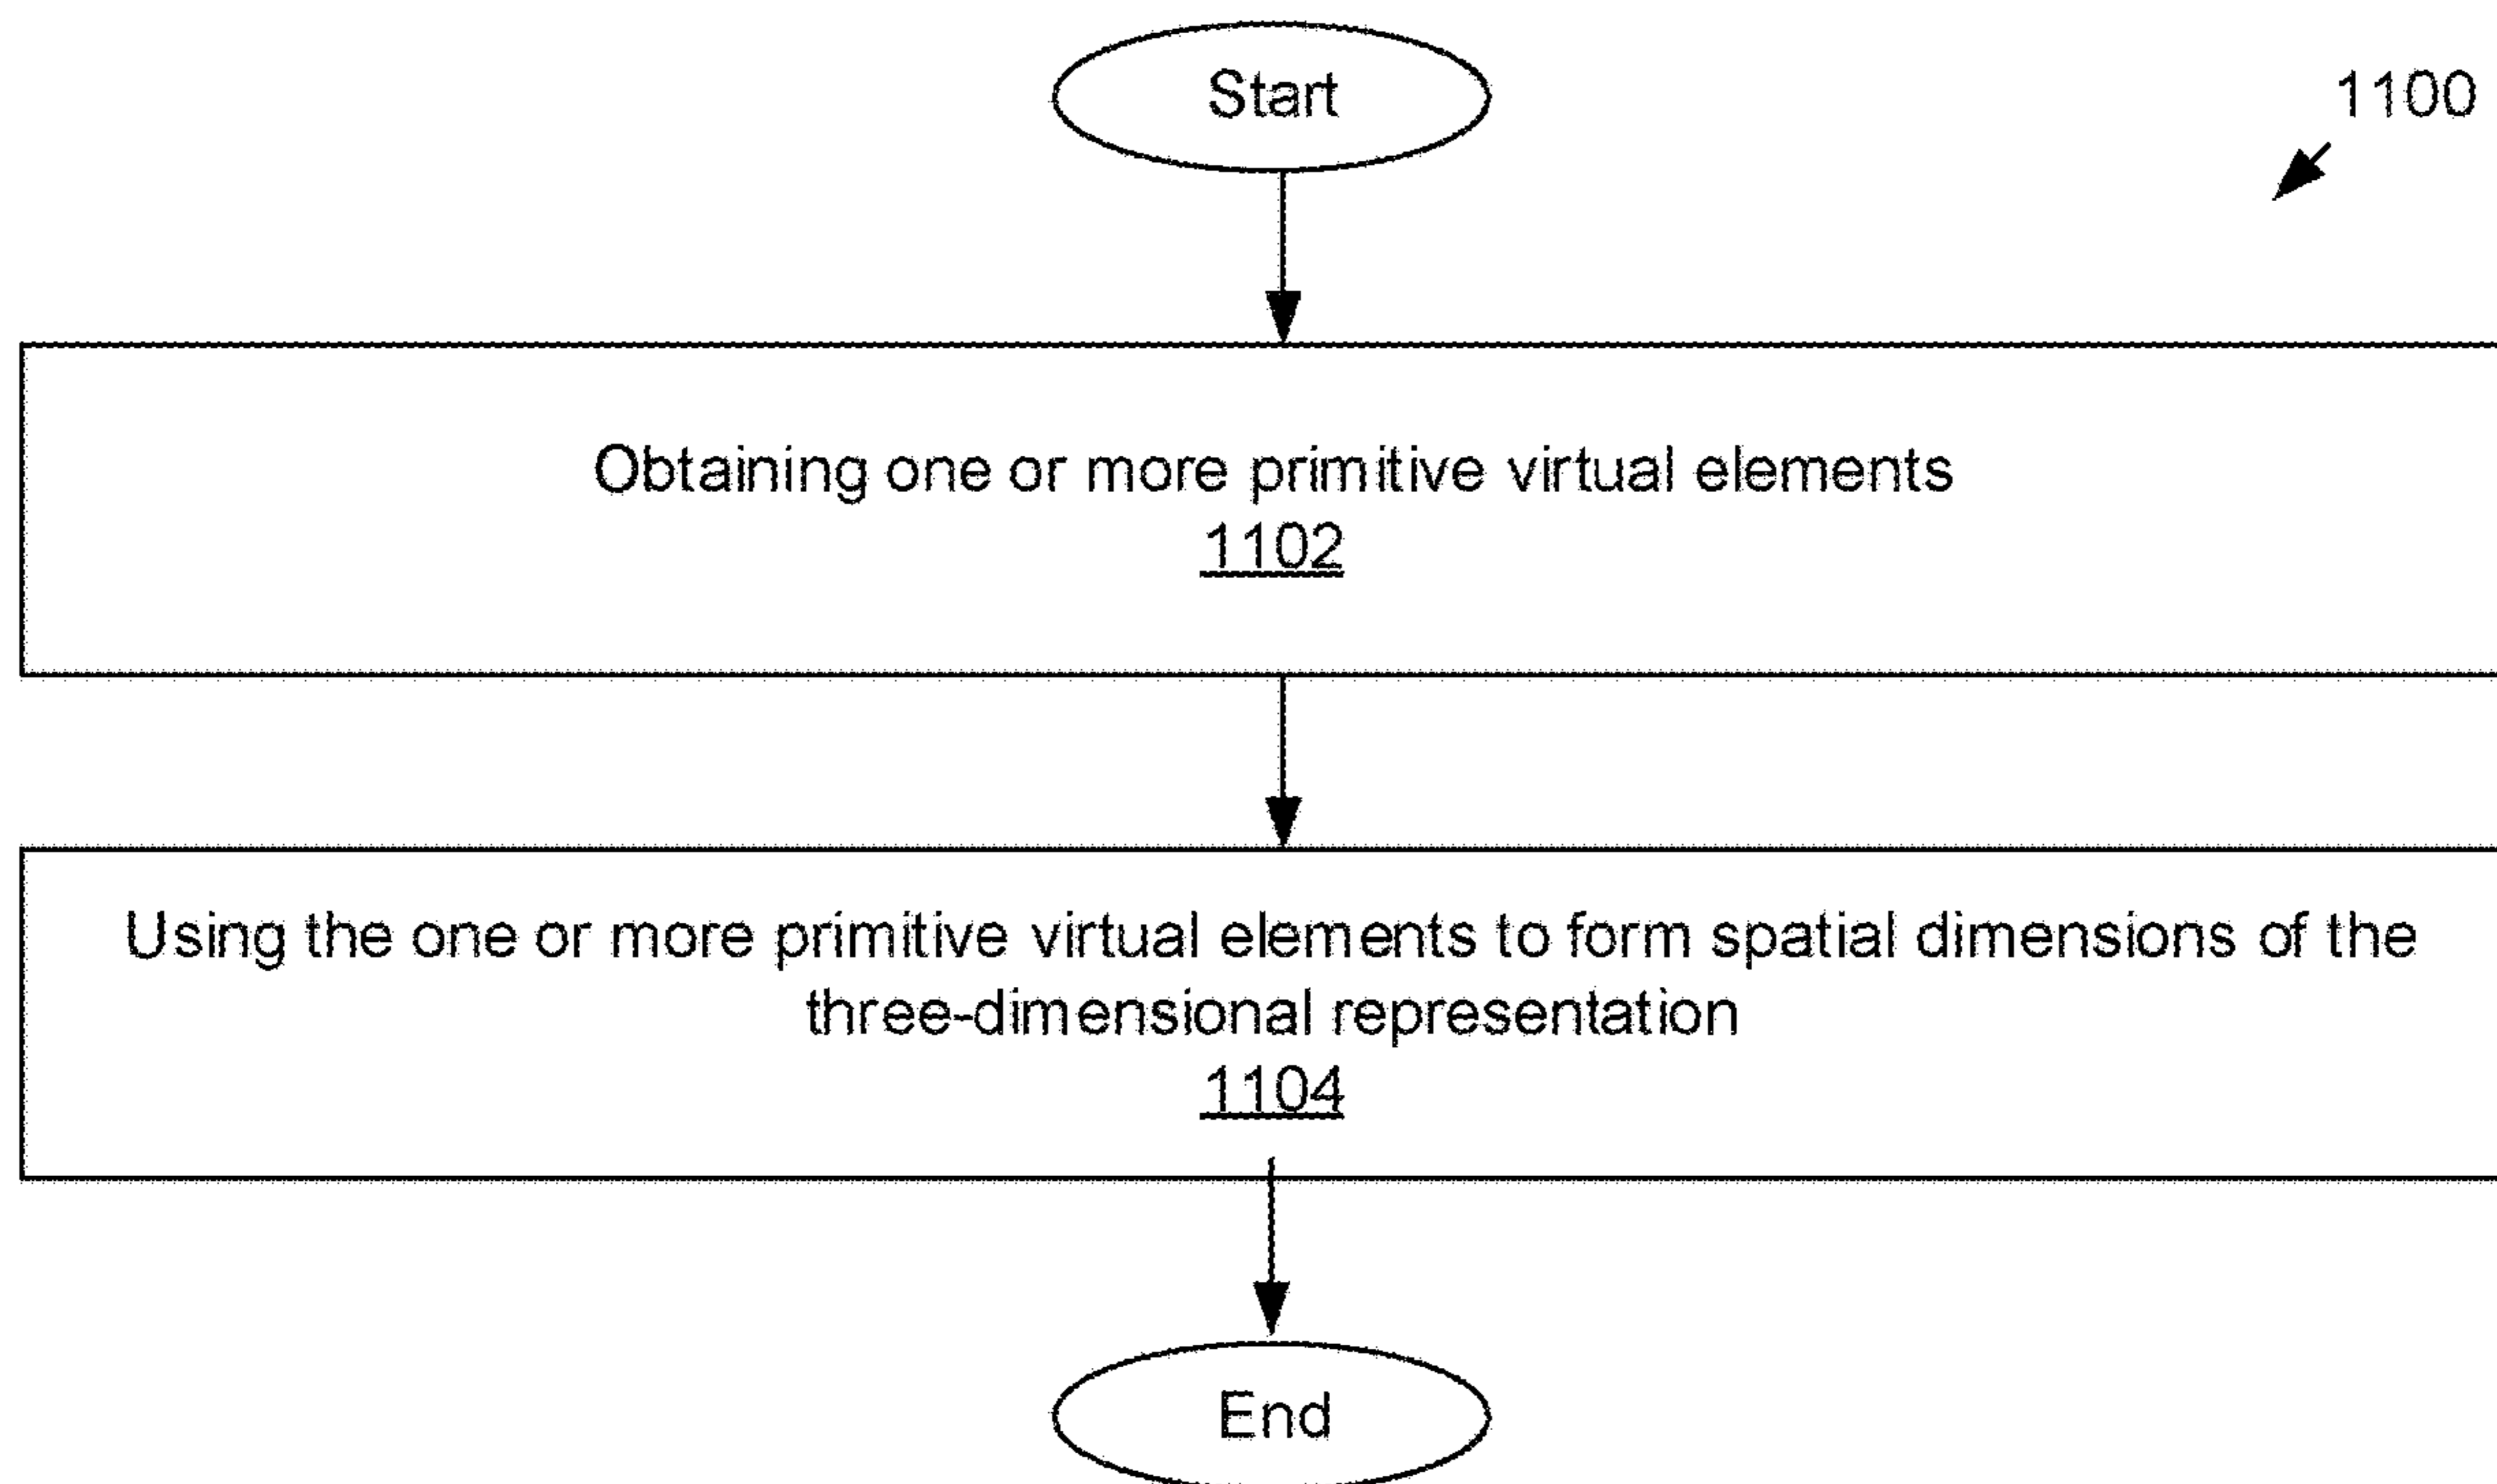 Start
1100
Obtaining one or more primitive virtual elements
1102
Using the one or more primitive virtual elements to form spatial dimensions of the
three-dimensional representation
1104
End